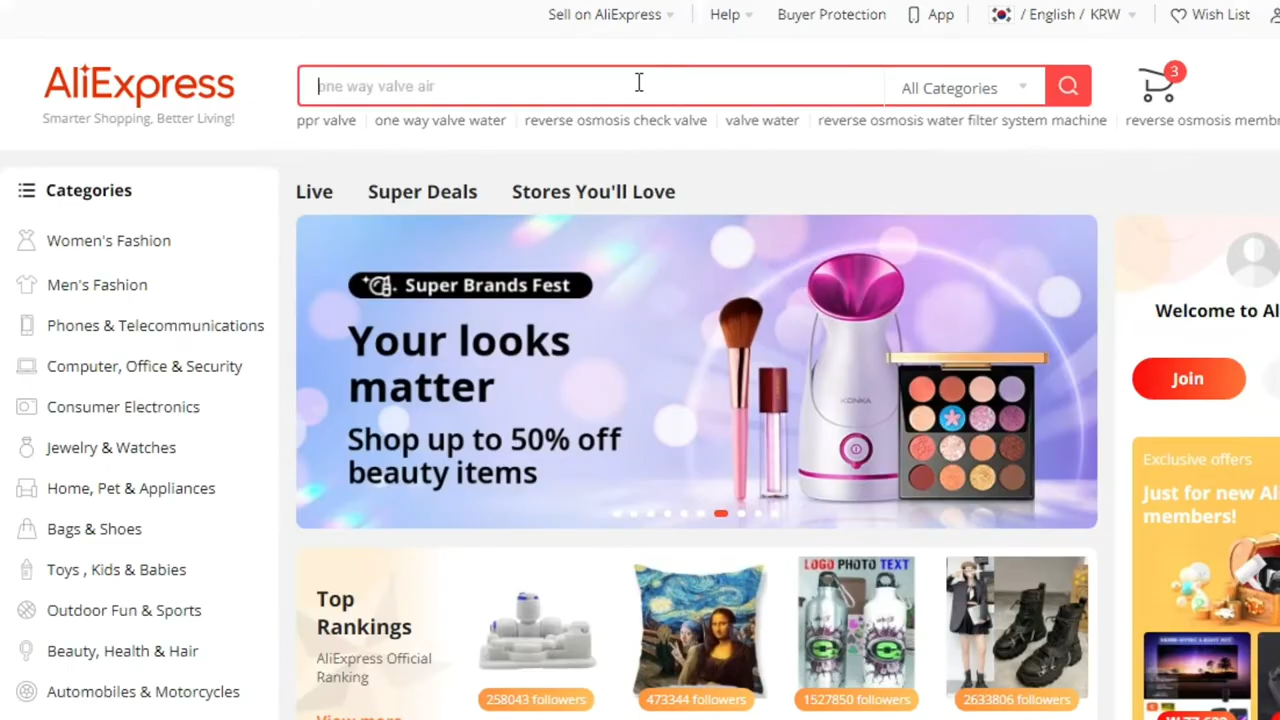 Sell on AliExpress
Help
Buyer Protection
App
/ English / KRW
Wish List
AliExpress
Smarter Shopping, Better Living!
one way valve air
All Categories
3
ppr valve
one way valve water
reverse osmosis check valve
valve water
reverse osmosis water filter system machine
reverse osmosis
Categories
Women's Fashion
Men's Fashion
Phones & Telecommunications
Computer, Office & Security
Consumer Electronics
Jewelry & Watches
Home, Pet & Appliances
Bags & Shoes
Toys , Kids & Babies
Outdoor Fun & Sports
Beauty, Health & Hair
Automobiles & Motorcycles
Live
Super Deals
Stores You'll Love
Super Brands Fest
Your looks
matter
Shop up to 50% off
beauty items
KONKA
Welcome to
Join
Exclusive offers
Just for new
members!
Top
Rankings
AliExpress Official
Ranking
LOGO PHOTO TEXT
258043 followers
473344 followers
1527850 followers
2633806 followers